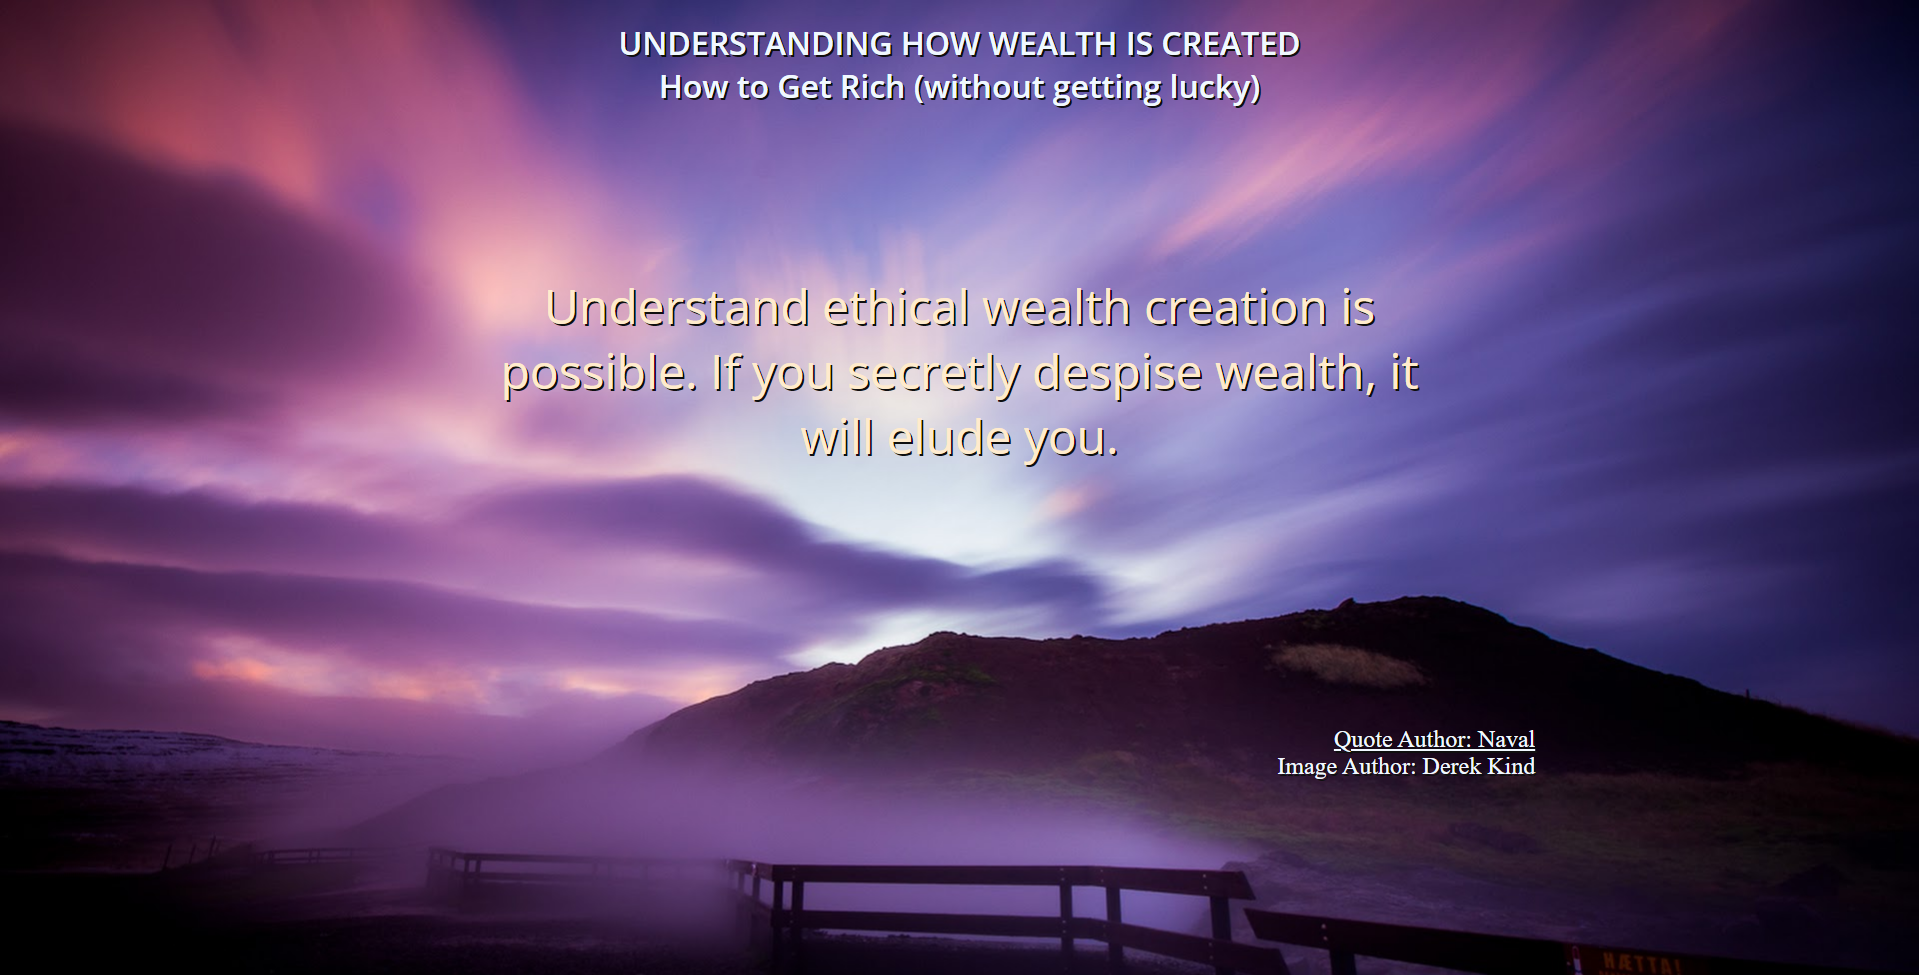 UNDERSTANDING HOW WEALTH IS CREATED
How to Get Rich (without getting lucky)
Understand ethical wealth creation is
possible. If you secretly despise wealth, it
will elude you.
Quote Author: Naval
Image Author: Derek Kind
HÆTTA!